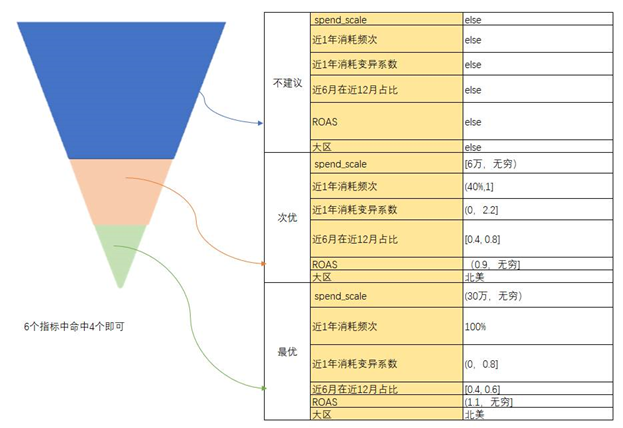 不建议
spend_scale else
近1年消耗频次 else
近1年消耗变异系数 else
近6月在近12月占比 else
ROAS else
大区 else
次优
spend_scale [6万，无穷）
近1年消耗频次 (40%,1]
近1年消耗变异系数 (0，2.2]
近6月在近12月占比 [0.4, 0.8]
ROAS （0.9，无穷]
大区 北美
最优
spend_scale (30万，无穷）
近1年消耗频次 100%
近1年消耗变异系数 (0，0.8]
近6月在近12月占比 [0.4, 0.6]
ROAS (1.1，无穷]
大区 北美
6个指标中命中4个即可